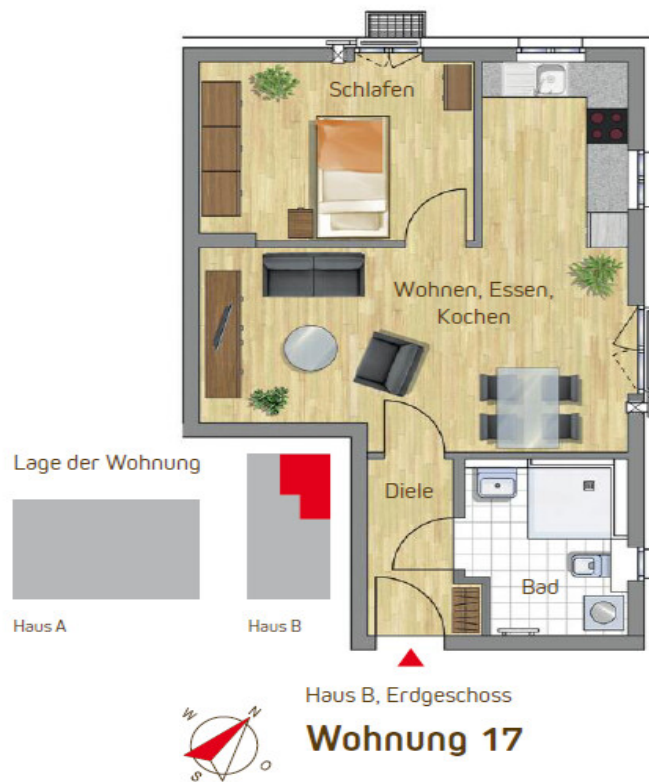 Schlafen
Wohnen, Essen,
Kochen
Lage der Wohnung
Diele
Haus A
Haus B
Bad
Haus B, Erdgeschoss
Wohnung 17
W
N
S
O